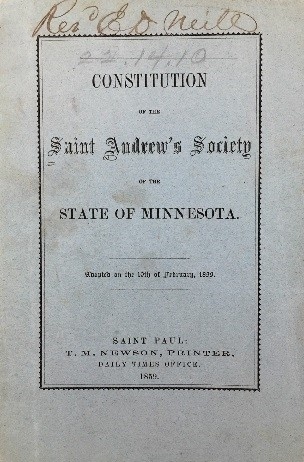 Revd E D Neill
22.14.10
CONSTITUTION
OF THE
Saint Andrew's Society
OF THE
STATE OF MINNESOTA.
Adopted on the 10th of February, 1859.
SAINT PAUL:
T. M. NEWSON, PRINTER,
DAILY TIMES OFFICE.
1859.